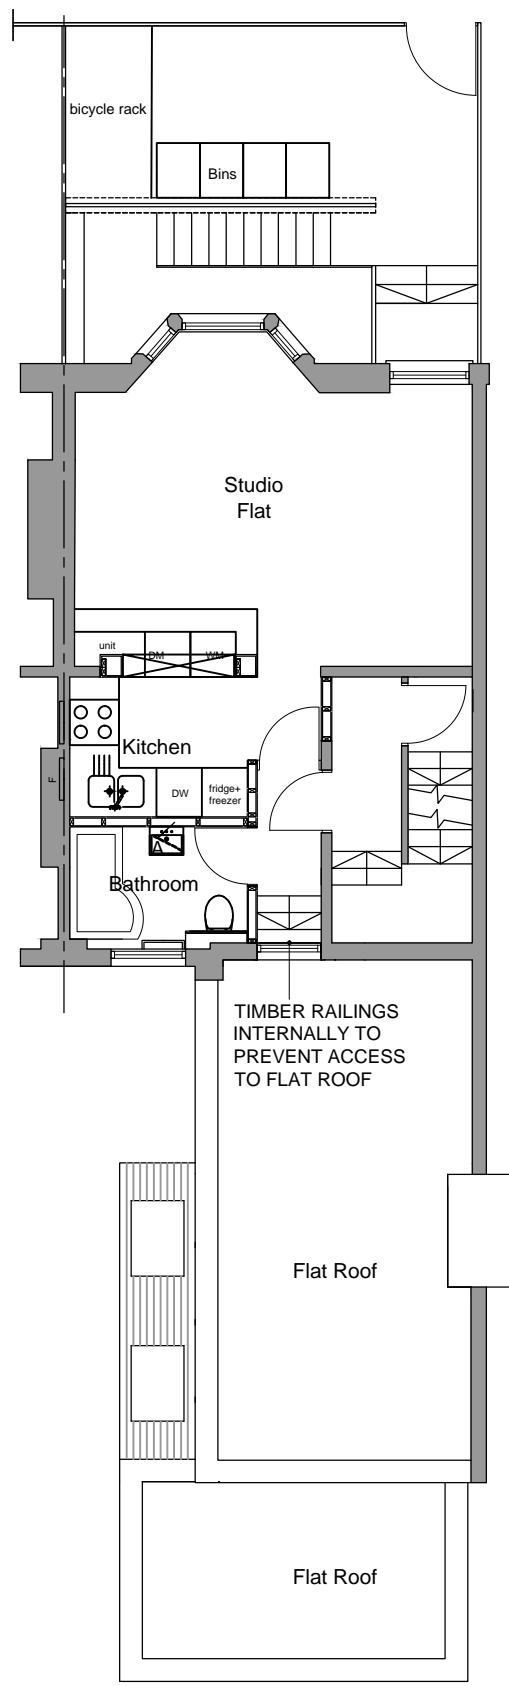 bicycle rack
Bins
Studio
Flat
unit
DM
WM
Kitchen
F
DW
fridge+
freezer
Bathroom
TIMBER RAILINGS
INTERNALLY TO
PREVENT ACCESS
TO FLAT ROOF
Flat Roof
Flat Roof